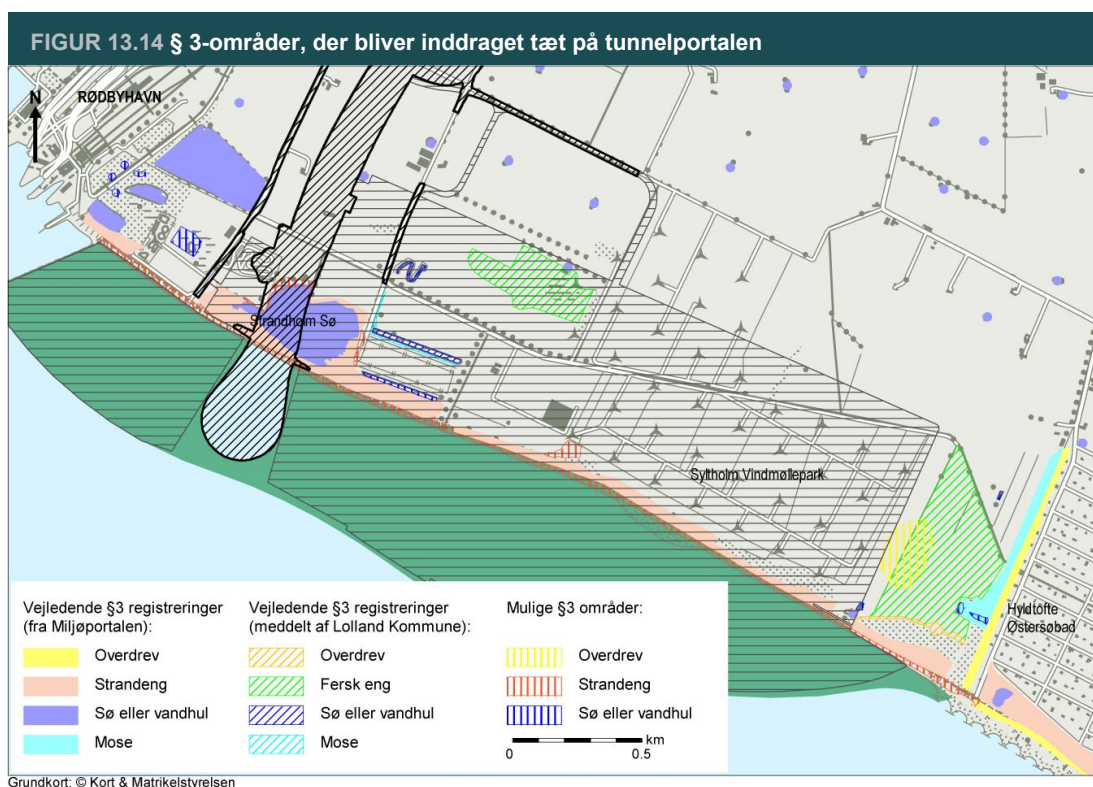 FIGUR 13.14 § 3-områder, der bliver inddraget tæt på tunnelportalen
RØDBYHAVN
N
Strandholm Sø
Syltholm Vindmøllepark
Hyldtofte
Østersøbad
Vejledende §3 registreringer
(fra Miljøportalen):
Overdrev
Strandeng
Sø eller vandhul
Mose
Vejledende §3 registreringer
(meddelt af Lolland Kommune):
Overdrev
Fersk eng
Sø eller vandhul
Mose
Mulige §3 områder:
Overdrev
Strandeng
Sø eller vandhul
km
0 0.5
Grundkort: © Kort & Matrikelstyrelsen